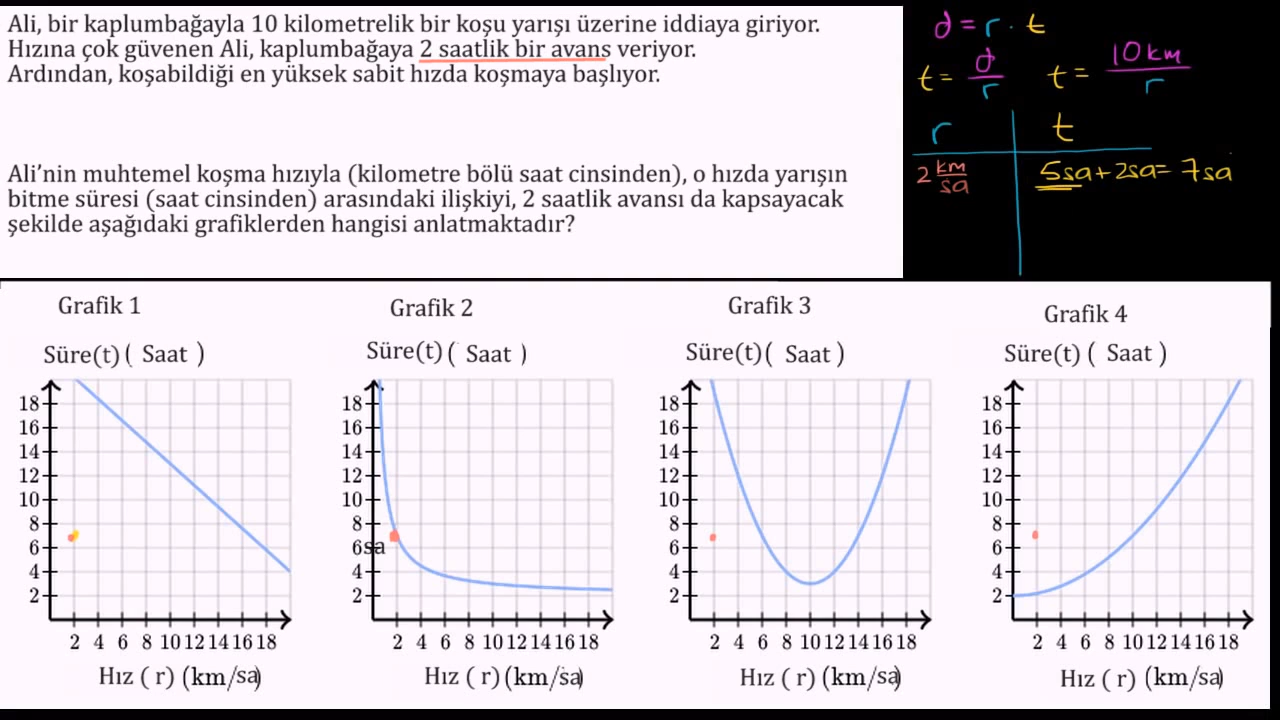 Ali, bir kaplumbağayla 10 kilometrelik bir koşu yarışı üzerine iddiaya giriyor.
Hızına çok güvenen Ali, kaplumbağaya 2 saatlik bir avans veriyor.
Ardından, koşabildiği en yüksek sabit hızda koşmaya başlıyor.
Ali'nin muhtemel koşma hızıyla (kilometre bölü saat cinsinden), o hızda yarışın
bitme süresi (saat cinsinden) arasındaki ilişkiyi, 2 saatlik avansı da kapsayacak
şekilde aşağıdaki grafiklerden hangisi anlatmaktadır?
d = r · t
t = d/r t = 10 km/r
r t
2 km/sa 5sa + 2sa = 7sa
Grafik 1
Süre(t) ( Saat )
18
16
14
12
10
8
6
4
2
2 4 6 8 10 12 14 16 18
Hız ( r) (km/sa)
Grafik 2
Süre(t) ( Saat )
18
16
14
12
10
8
6sa
4
2
2 4 6 8 10 12 14 16 18
Hız ( r) (km/sa)
Grafik 3
Süre(t)( Saat )
18
16
14
12
10
8
6
4
2
2 4 6 8 10 12 14 16 18
Hız ( r) (km/sa)
Grafik 4
Süre(t) ( Saat )
18
16
14
12
10
8
6
4
2
2 4 6 8 10 12 14 16 18
Hız ( r) (km/sa)